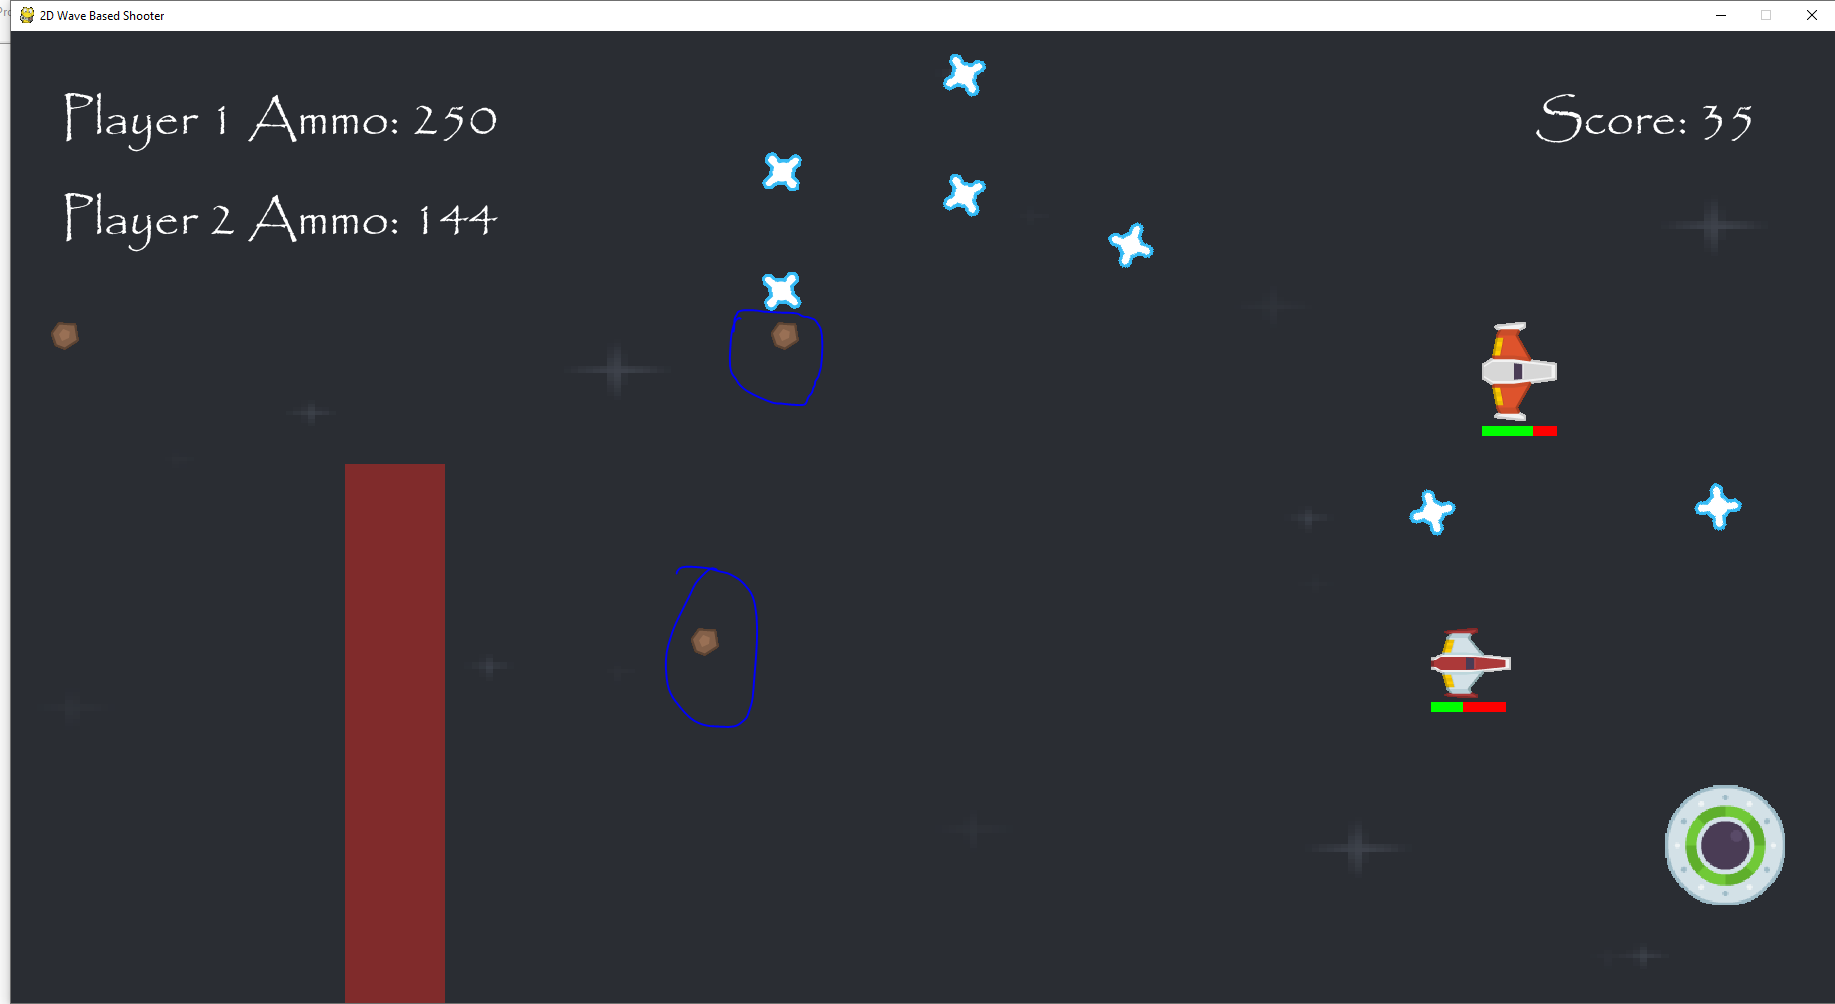 2D Wave Based Shooter
Player 1 Ammo: 250
Score: 35
Player 2 Ammo: 144